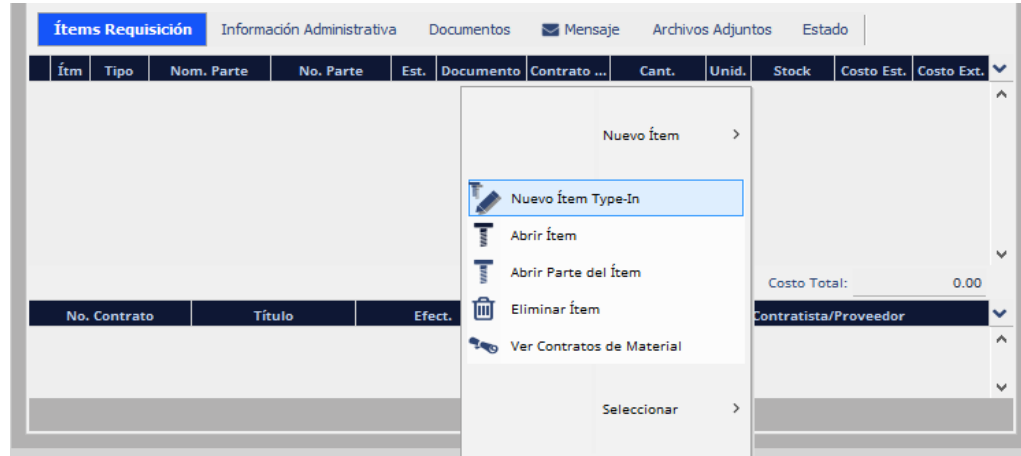 Ítems Requisición Información Administrativa Documentos Mensaje Archivos Adjuntos Estado
Ítm Tipo Nom. Parte No. Parte Est. Documento Contrato ... Cant. Unid. Stock Costo Est. Costo Ext.
Nuevo Ítem
Nuevo Ítem Type-In
Abrir Ítem
Abrir Parte del Ítem
Costo Total: 0.00
Eliminar Ítem
No. Contrato Título Efect. Contratista/Proveedor
Ver Contratos de Material
Seleccionar